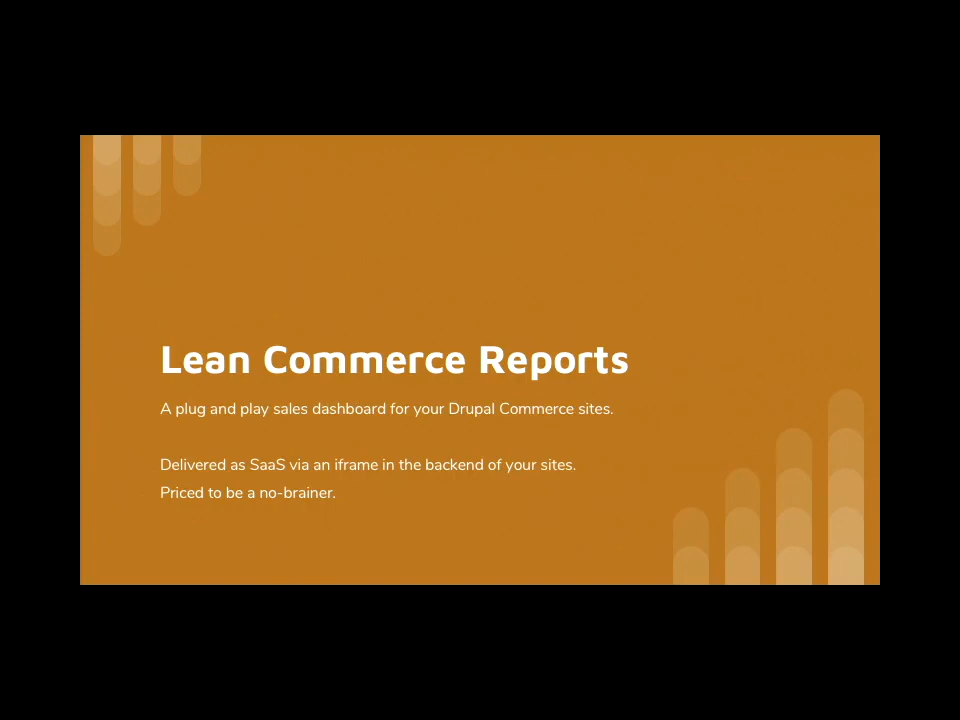 Lean Commerce Reports
A plug and play sales dashboard for your Drupal Commerce sites.
Delivered as SaaS via an iframe in the backend of your sites.
Priced to be a no-brainer.